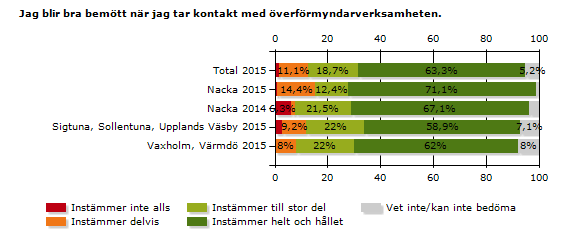 Jag blir bra bemött när jag tar kontakt med överförmyndarverksamheten.
0 20 40 60 80 100
Total 2015 11,1% 18,7% 63,3% 5,2%
Nacka 2015 14,4% 12,4% 71,1%
Nacka 2014 6,3% 21,5% 67,1%
Sigtuna, Sollentuna, Upplands Väsby 2015 9,2% 22% 58,9% 7,1%
Vaxholm, Värmdö 2015 8% 22% 62% 8%
0 20 40 60 80 100
Instämmer inte alls Instämmer till stor del Vet inte/kan inte bedöma
Instämmer delvis Instämmer helt och hållet